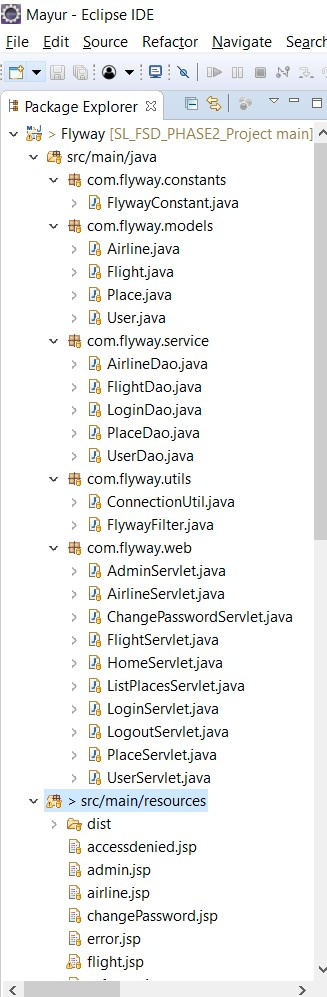 Mayur - Eclipse IDE
File Edit Source Refactor Navigate Search
Package Explorer
> Flyway [SL_FSD_PHASE2_Project main]
src/main/java
com.flyway.constants
FlywayConstant.java
com.flyway.models
Airline.java
Flight.java
Place.java
User.java
com.flyway.service
AirlineDao.java
FlightDao.java
LoginDao.java
PlaceDao.java
UserDao.java
com.flyway.utils
ConnectionUtil.java
FlywayFilter.java
com.flyway.web
AdminServlet.java
AirlineServlet.java
ChangePasswordServlet.java
FlightServlet.java
HomeServlet.java
ListPlacesServlet.java
LoginServlet.java
LogoutServlet.java
PlaceServlet.java
UserServlet.java
> src/main/resources
dist
accessdenied.jsp
admin.jsp
airline.jsp
changePassword.jsp
error.jsp
flight.jsp